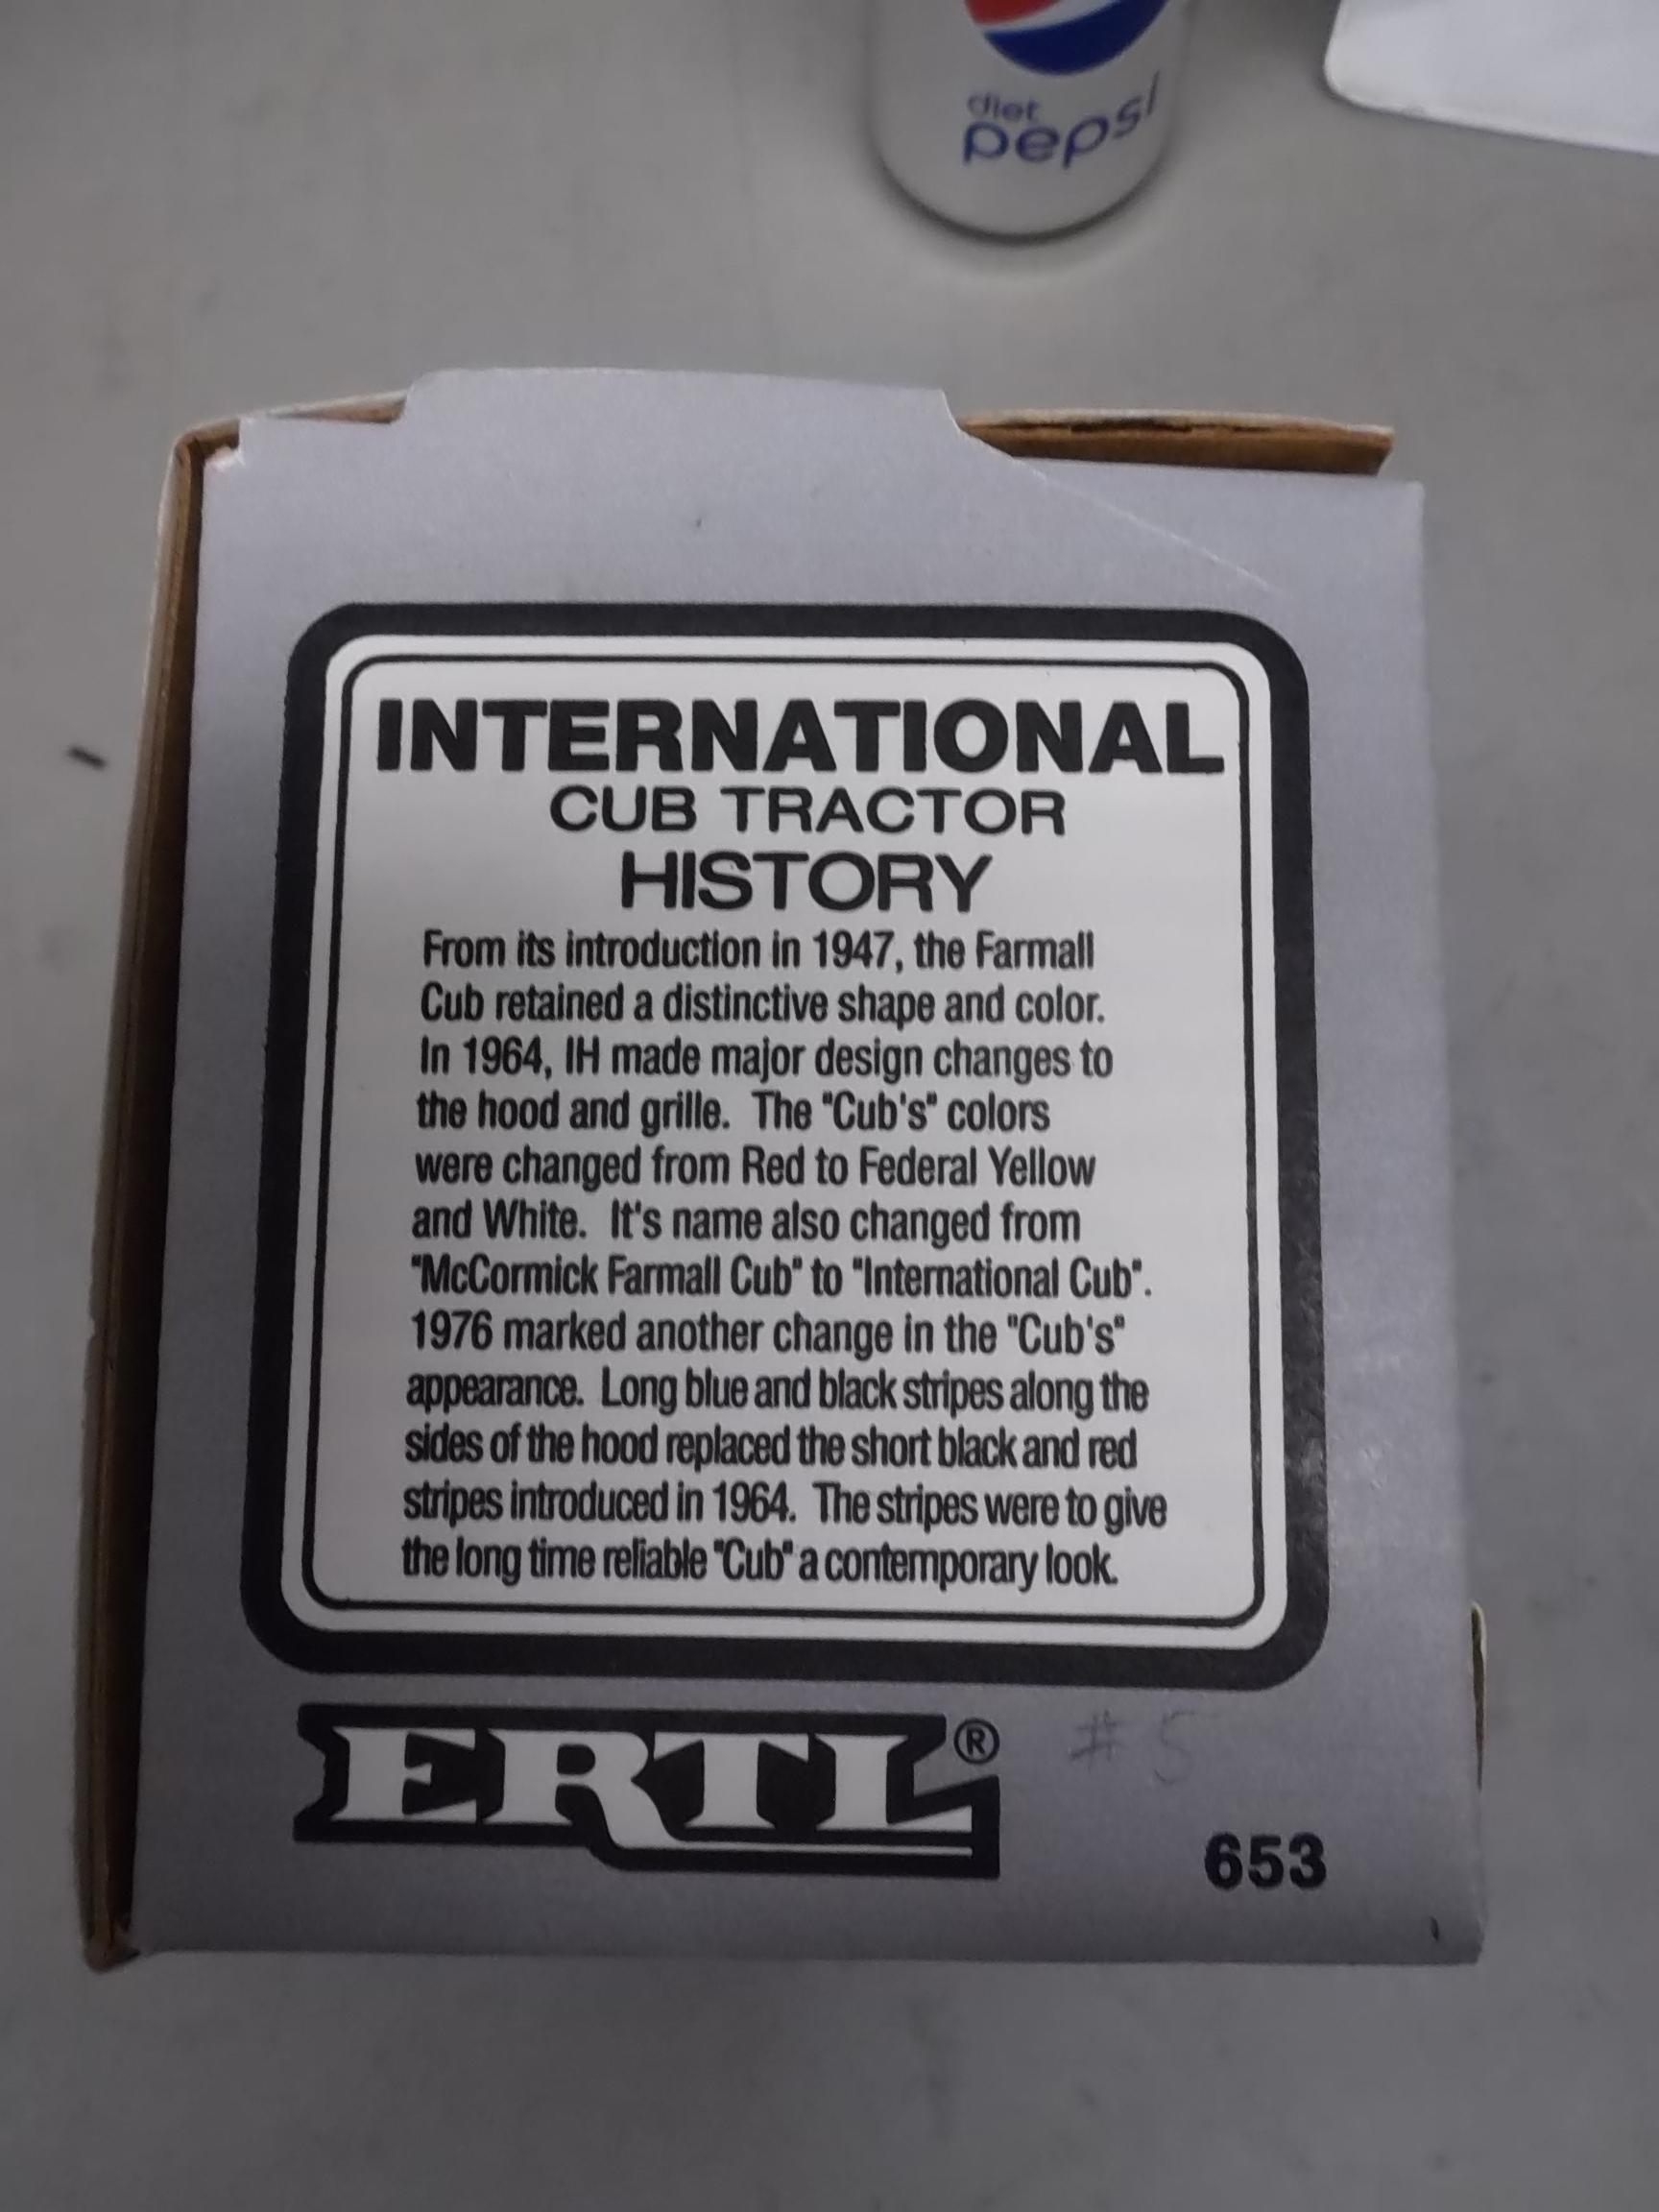 diet
pepsi
INTERNATIONAL
CUB TRACTOR
HISTORY
From its introduction in 1947, the Farmall
Cub retained a distinctive shape and color.
In 1964, IH made major design changes to
the hood and grille. The "Cub's" colors
were changed from Red to Federal Yellow
and White. It's name also changed from
"McCormick Farmall Cub" to "International Cub".
1976 marked another change in the "Cub's"
appearance. Long blue and black stripes along the
sides of the hood replaced the short black and red
stripes introduced in 1964. The stripes were to give
the long time reliable "Cub" a contemporary look.
ERTL®
# 5
653